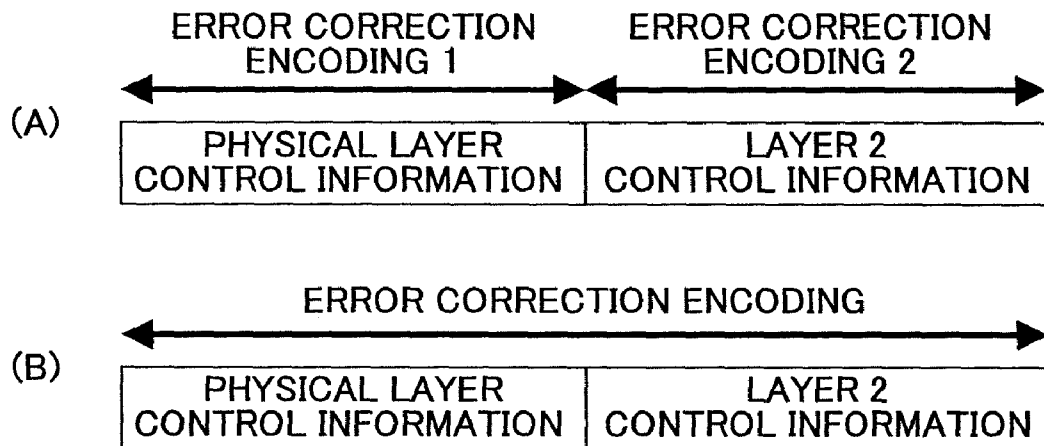 ERROR CORRECTION ENCODING 1
ERROR CORRECTION ENCODING 2
(A)
PHYSICAL LAYER CONTROL INFORMATION
LAYER 2 CONTROL INFORMATION
ERROR CORRECTION ENCODING
(B)
PHYSICAL LAYER CONTROL INFORMATION
LAYER 2 CONTROL INFORMATION